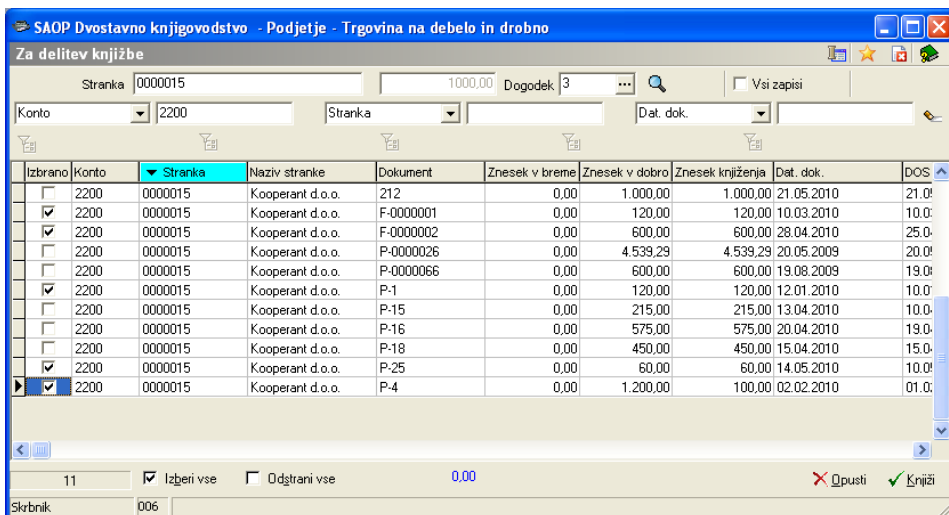 SAOP Dvostavno knjigovodstvo - Podjetje - Trgovina na debelo in drobno
Za delitev knjižbe
Stranka 0000015 1000,00 Dogodek 3 ... Vsi zapisi
Konto 2200 Stranka Dat. dok.
Izbrano Konto Stranka Naziv stranke Dokument Znesek v breme Znesek v dobro Znesek knjiženja Dat. dok. DOS
2200 0000015 Kooperant d.o.o. 212 0,00 1.000,00 1.000,00 21.05.2010
2200 0000015 Kooperant d.o.o. F-0000001 0,00 120,00 120,00 10.03.2010
2200 0000015 Kooperant d.o.o. F-0000002 0,00 600,00 600,00 28.04.2010
2200 0000015 Kooperant d.o.o. P-0000026 0,00 4.539,29 4.539,29 20.05.2009
2200 0000015 Kooperant d.o.o. P-0000066 0,00 600,00 600,00 19.08.2009
2200 0000015 Kooperant d.o.o. P-1 0,00 120,00 120,00 12.01.2010
2200 0000015 Kooperant d.o.o. P-15 0,00 215,00 215,00 13.04.2010
2200 0000015 Kooperant d.o.o. P-16 0,00 575,00 575,00 20.04.2010
2200 0000015 Kooperant d.o.o. P-18 0,00 450,00 450,00 15.04.2010
2200 0000015 Kooperant d.o.o. P-25 0,00 60,00 60,00 14.05.2010
2200 0000015 Kooperant d.o.o. P-4 0,00 1.200,00 100,00 02.02.2010
11 Izberi vse Odstrani vse 0,00 Opusti Knjiži
Skrbnik 006